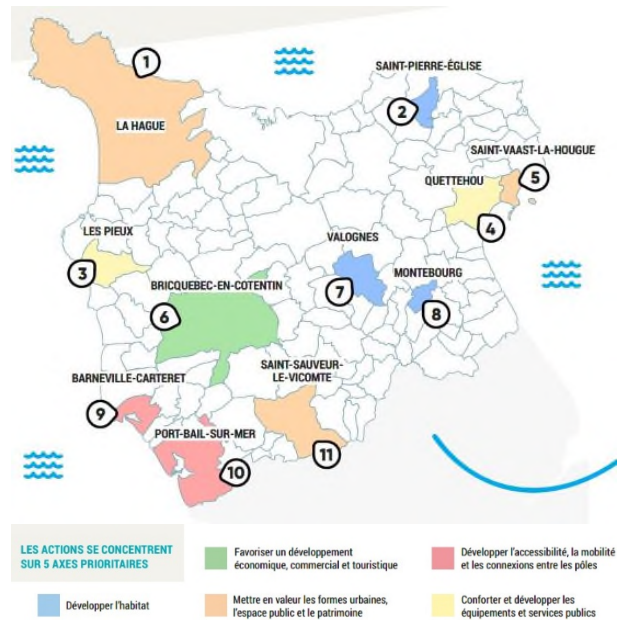 1
SAINT-PIERRE-ÉGLISE
2
LA HAGUE
SAINT-VAAST-LA-HOUGUE
5
QUETTEHOU
4
LES PIEUX
3
VALOGNES
7
MONTEBOURG
8
BRICQUEBEC-EN-COTENTIN
6
SAINT-SAUVEUR-
LE-VICOMTE
11
BARNEVILLE-CARTERET
9
PORT-BAIL-SUR-MER
10
LES ACTIONS SE CONCENTRENT
SUR 5 AXES PRIORITAIRES
Favoriser un développement
économique, commercial et touristique
Développer l'accessibilité, la mobilité
et les connexions entre les pôles
Développer l'habitat
Mettre en valeur les formes urbaines,
l'espace public et le patrimoine
Conforter et développer les
équipements et services publics